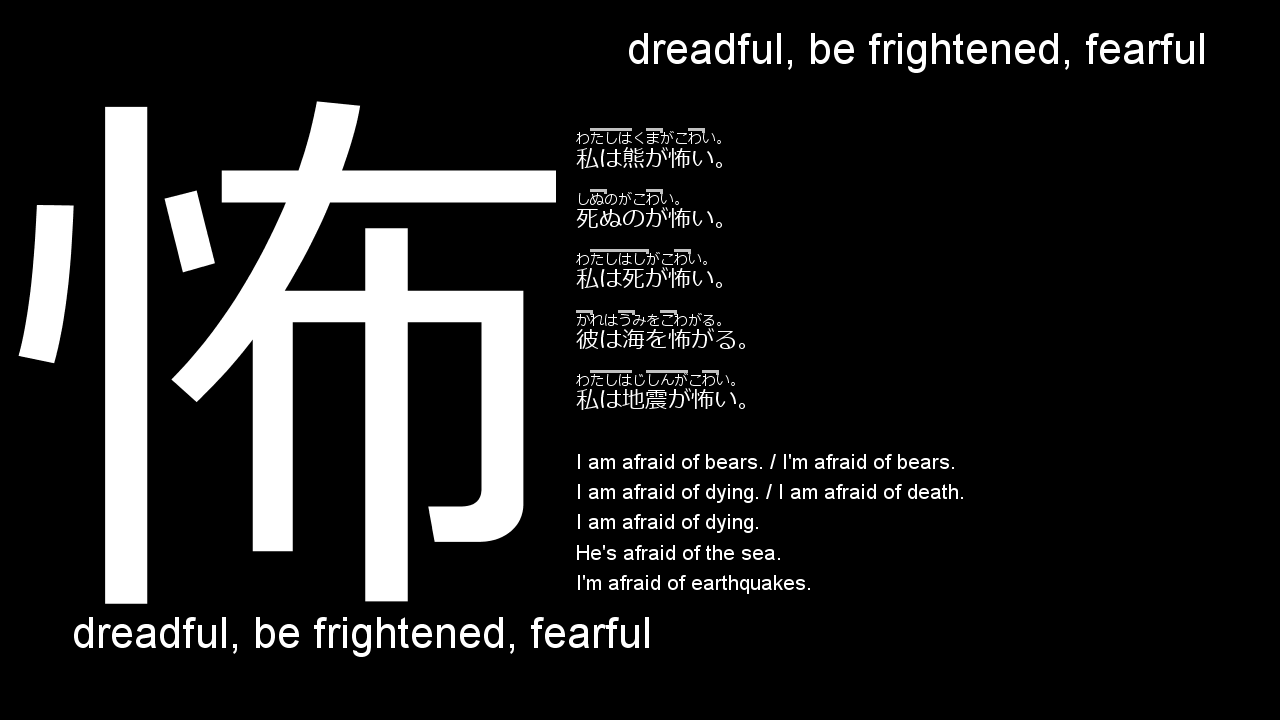 dreadful, be frightened, fearful
怖
わたしはくまがこわい。
私は熊が怖い。
しぬのがこわい。
死ぬのが怖い。
わたしはしがこわい。
私は死が怖い。
かれはうみをこわがる。
彼は海を怖がる。
わたしはじしんがこわい。
私は地震が怖い。
I am afraid of bears. / I'm afraid of bears.
I am afraid of dying. / I am afraid of death.
I am afraid of dying.
He's afraid of the sea.
I'm afraid of earthquakes.
dreadful, be frightened, fearful